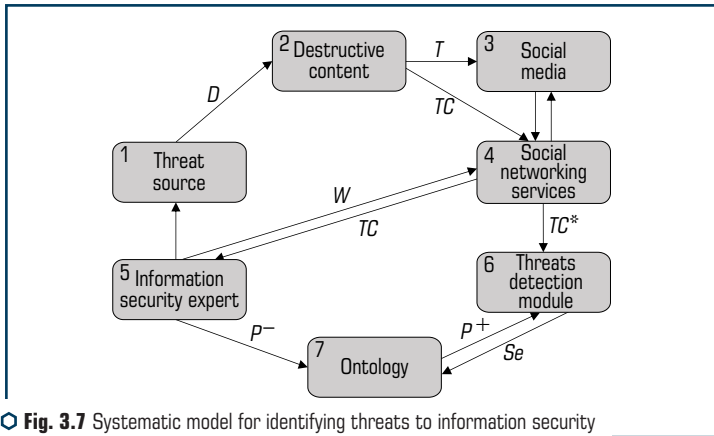 2 Destructive
content
T
3 Social
media
D
TC
1 Threat
source
4 Social
networking
services
W
TC
TC*
5 Information
security expert
6 Threats
detection
module
P−
7 Ontology
P+
Se
Fig. 3.7 Systematic model for identifying threats to information security